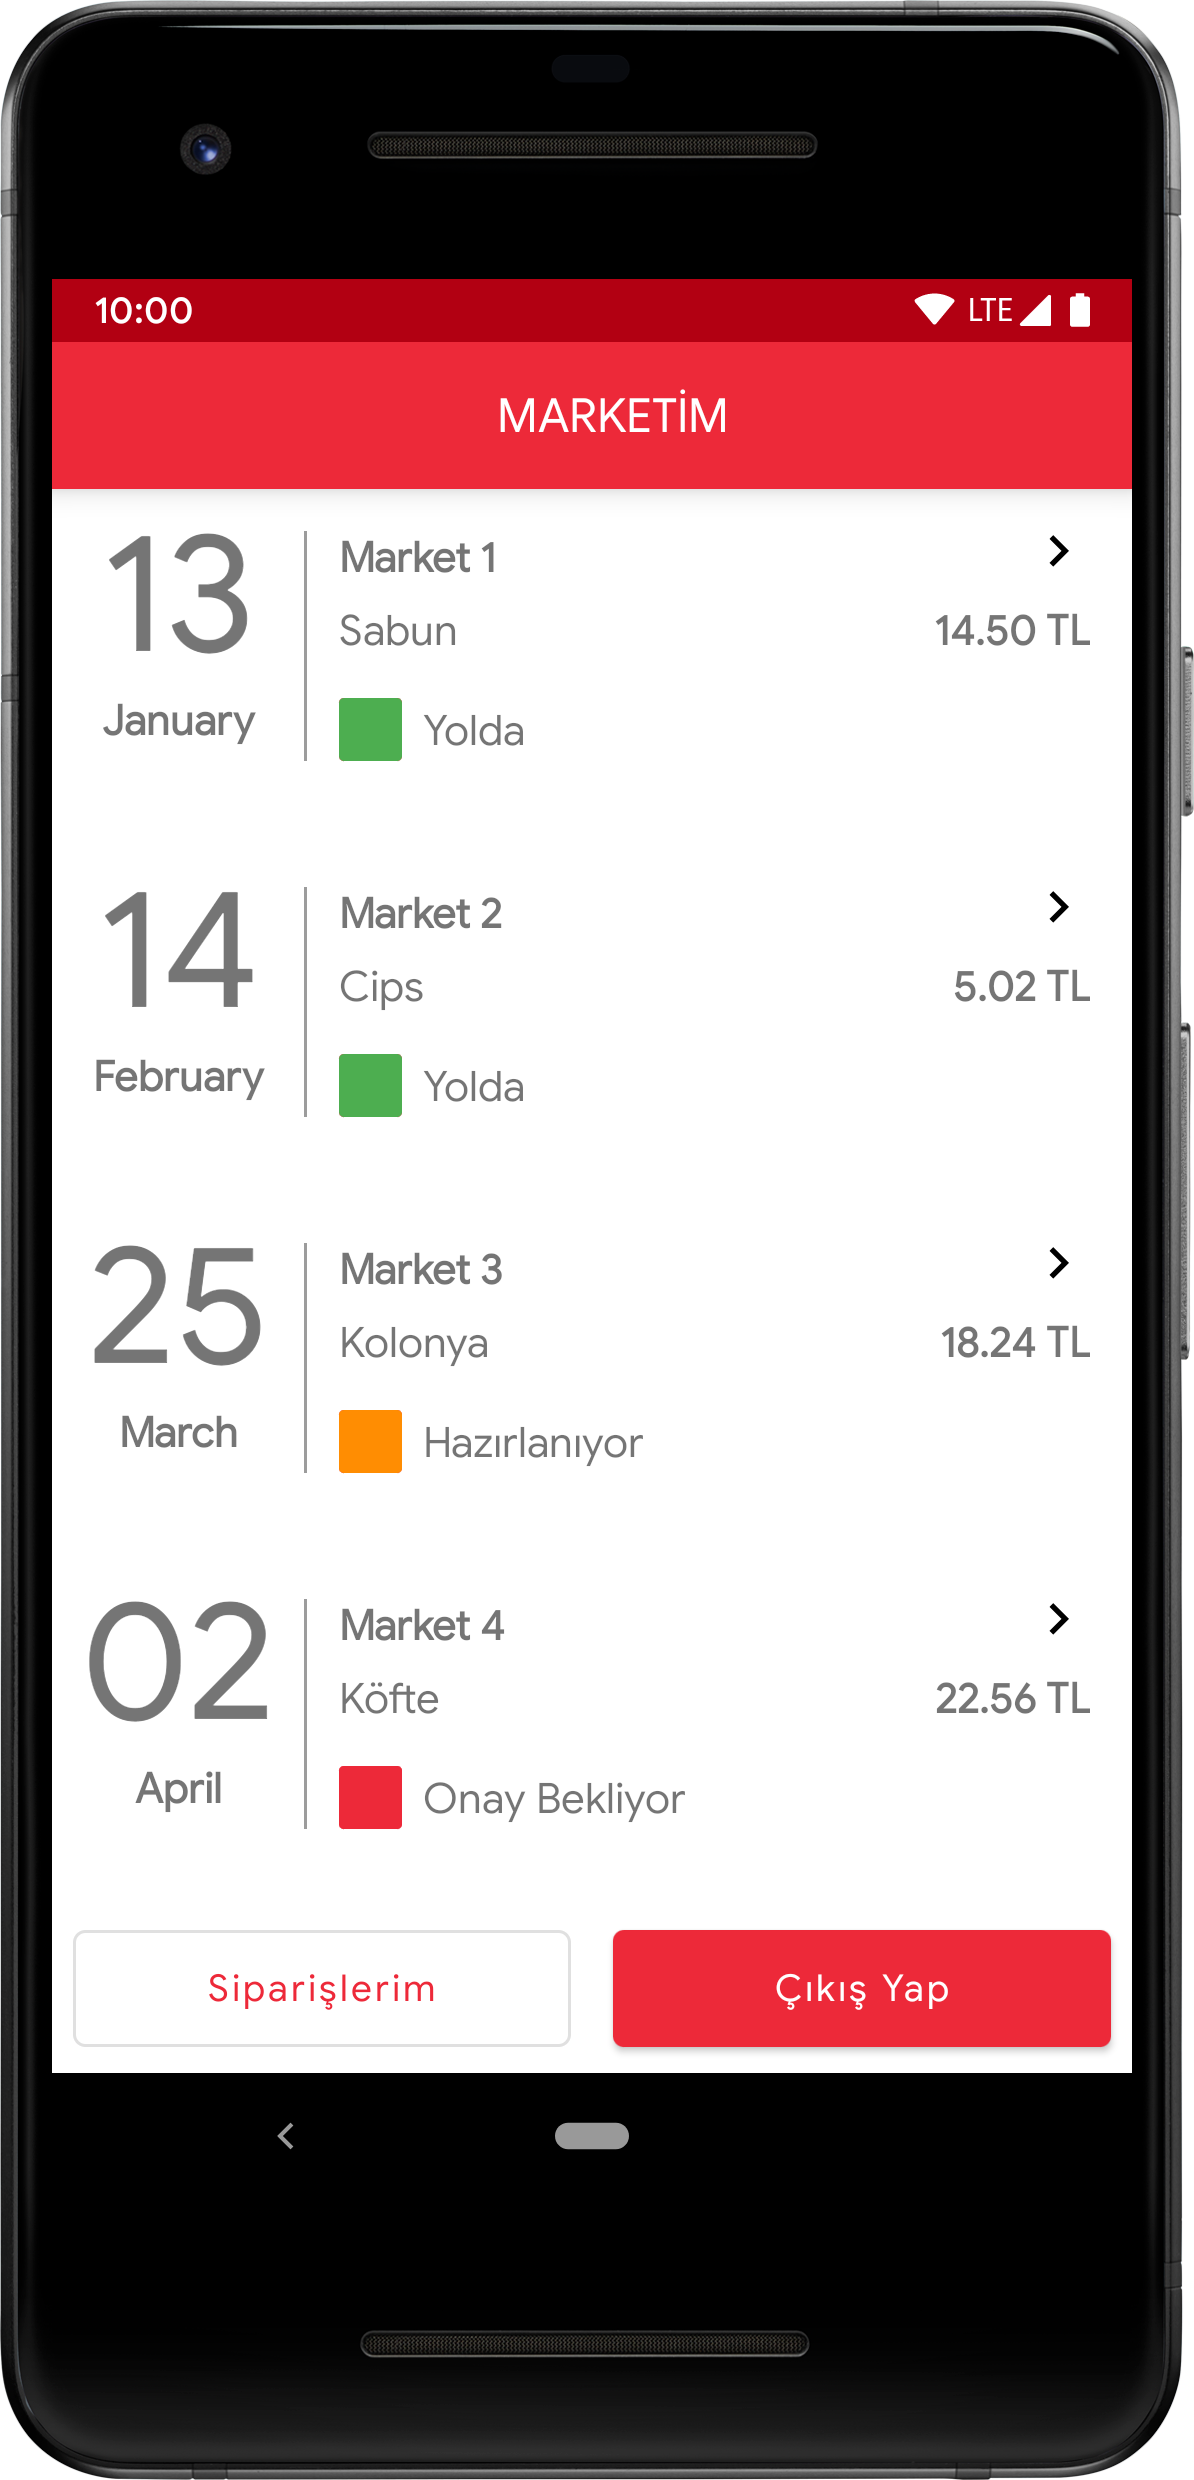 10:00 LTE
MARKETİM
13
January
Market 1
Sabun 14.50 TL
Yolda
14
February
Market 2
Cips 5.02 TL
Yolda
25
March
Market 3
Kolonya 18.24 TL
Hazırlanıyor
02
April
Market 4
Köfte 22.56 TL
Onay Bekliyor
Siparişlerim Çıkış Yap